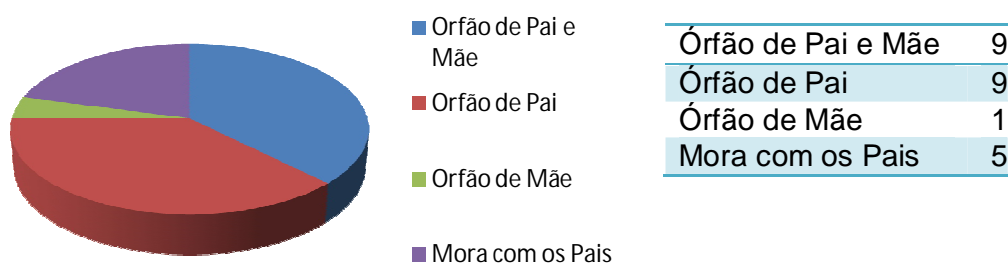 Orfão de Pai e
Mãe
Orfão de Pai
Orfão de Mãe
Mora com os Pais
Órfão de Pai e Mãe 9
Órfão de Pai 9
Órfão de Mãe 1
Mora com os Pais 5